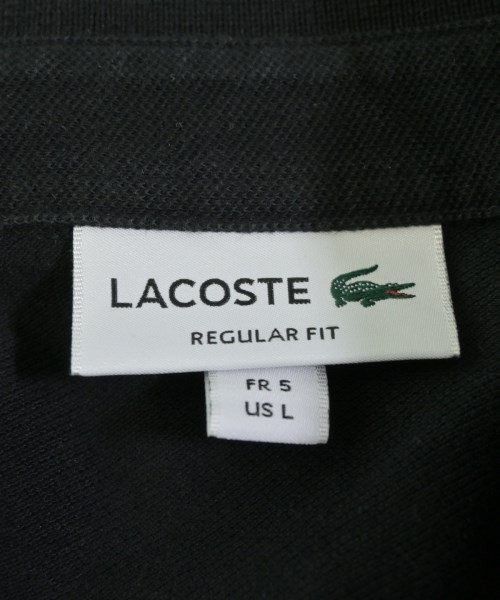 LACOSTE
REGULAR FIT
FR 5
US L